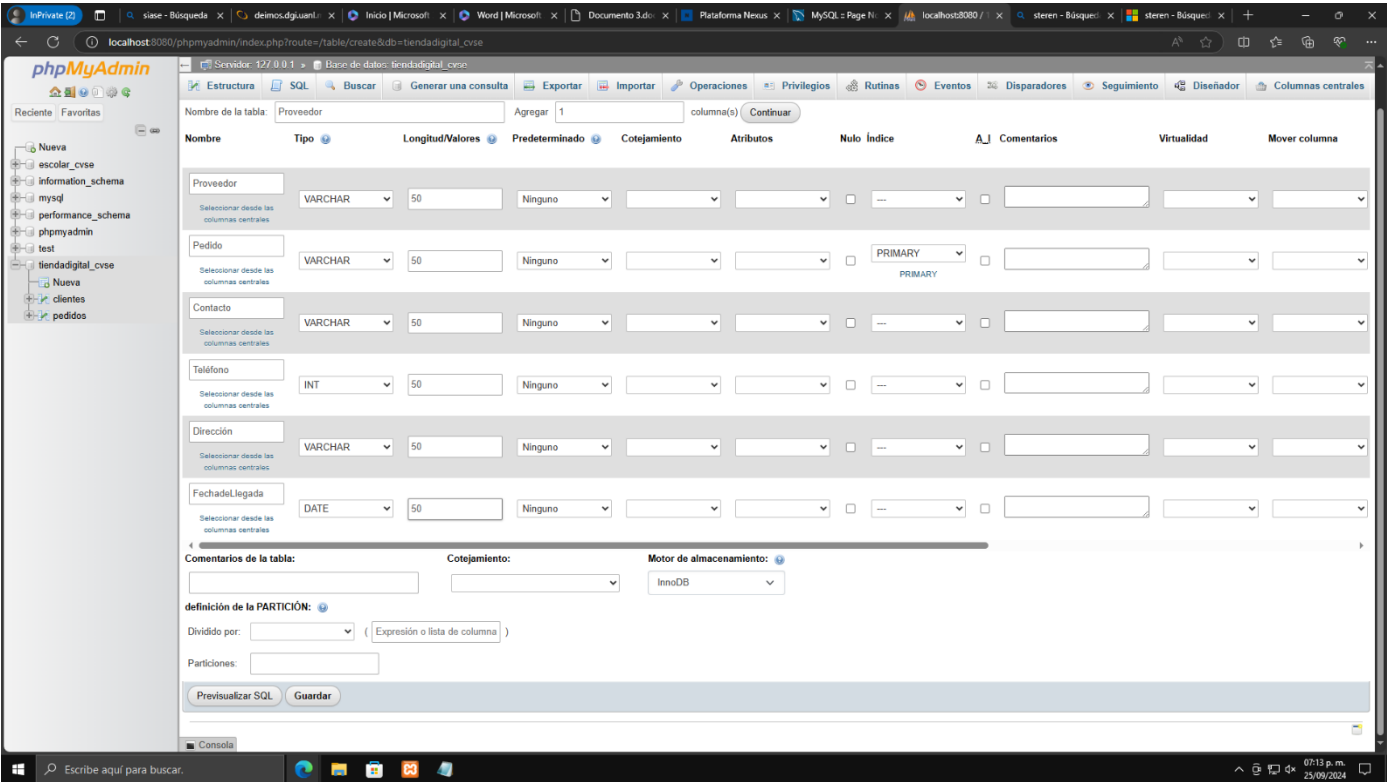 InPrivate (2) siase - Búsqueda deimos.dgi.uanl.m Inicio | Microsoft Word | Microsoft Documento 3.doc Plataforma Nexus MySQL :: Page N localhost:8080 / 1 steren - Búsqued steren - Búsqued
localhost:8080/phpmyadmin/index.php?route=/table/create&db=tiendadigital_cvse
phpMyAdmin
Reciente Favoritas
Nueva
escolar_cvse
information_schema
mysql
performance_schema
phpmyadmin
test
tiendadigital_cvse
Nueva
clientes
pedidos
Servidor: 127.0.0.1 » Base de datos: tiendadigital_cvse
Estructura SQL Buscar Generar una consulta Exportar Importar Operaciones Privilegios Rutinas Eventos Disparadores Seguimiento Diseñador Columnas centrales
Nombre de la tabla: Proveedor Agregar 1 columna(s) Continuar
Nombre Tipo Longitud/Valores Predeterminado Cotejamiento Atributos Nulo Índice A_I Comentarios Virtualidad Mover columna
Proveedor VARCHAR 50 Ninguno ---
Seleccionar desde las
columnas centrales
Pedido VARCHAR 50 Ninguno PRIMARY
PRIMARY
Seleccionar desde las
columnas centrales
Contacto VARCHAR 50 Ninguno ---
Seleccionar desde las
columnas centrales
Teléfono INT 50 Ninguno ---
Seleccionar desde las
columnas centrales
Dirección VARCHAR 50 Ninguno ---
Seleccionar desde las
columnas centrales
FechadeLlegada DATE 50 Ninguno ---
Seleccionar desde las
columnas centrales
Comentarios de la tabla: Cotejamiento: Motor de almacenamiento:
InnoDB
definición de la PARTICIÓN:
Dividido por: ( Expresión o lista de columna )
Particiones:
Previsualizar SQL Guardar
Consola
Escribe aquí para buscar.
07:13 p. m.
25/09/2024